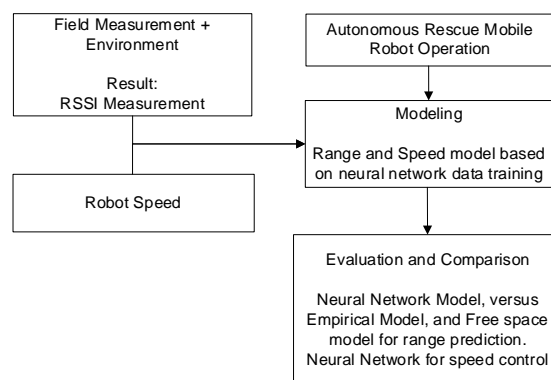 Field Measurement +
Environment
Result:
RSSI Measurement
Robot Speed
Autonomous Rescue Mobile
Robot Operation
Modeling
Range and Speed model based
on neural network data training
Evaluation and Comparison
Neural Network Model, versus
Empirical Model, and Free space
model for range prediction.
Neural Network for speed control